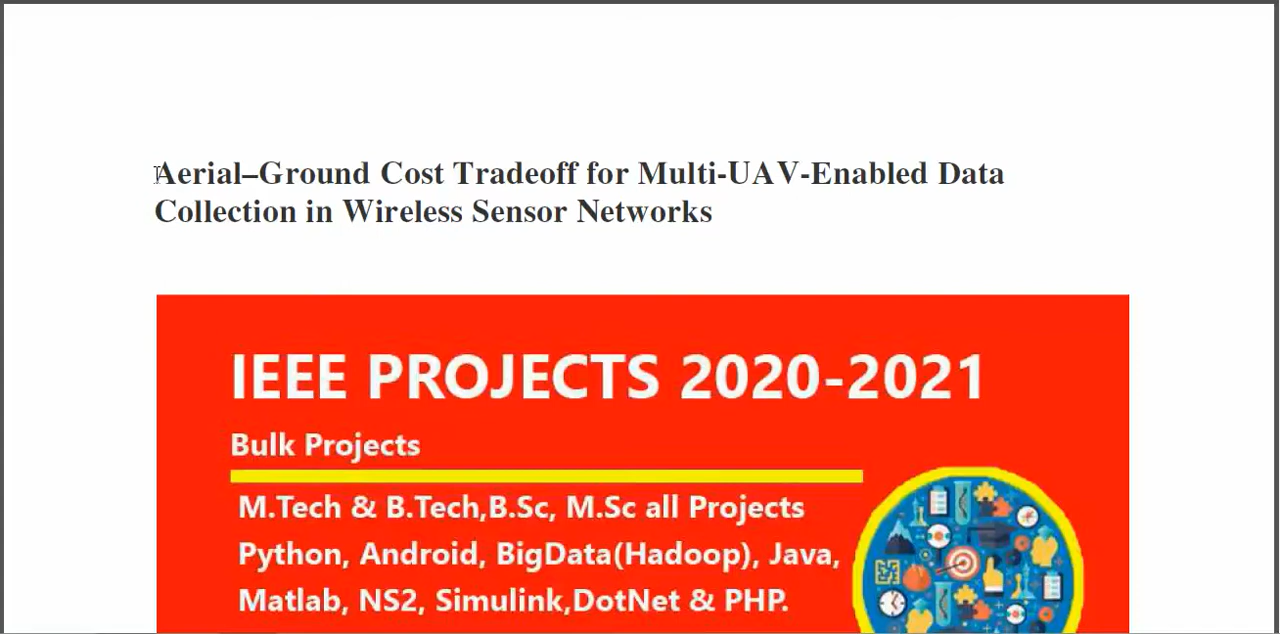 Aerial–Ground Cost Tradeoff for Multi-UAV-Enabled Data
Collection in Wireless Sensor Networks
IEEE PROJECTS 2020-2021
Bulk Projects
M.Tech & B.Tech,B.Sc, M.Sc all Projects
Python, Android, BigData(Hadoop), Java,
Matlab, NS2, Simulink,DotNet & PHP.